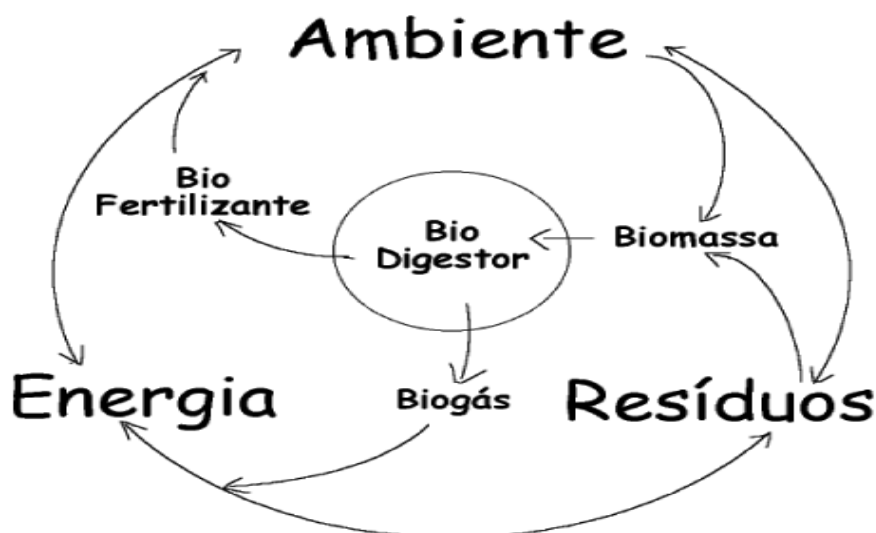 Ambiente
Bio
Fertilizante
Bio
Digestor
Biomassa
Energia
Biogás
Resíduos